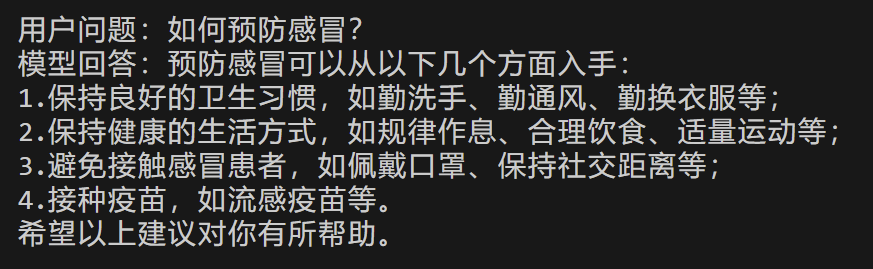 用户问题：如何预防感冒？
模型回答：预防感冒可以从以下几个方面入手：
1.保持良好的卫生习惯，如勤洗手、勤通风、勤换衣服等；
2.保持健康的生活方式，如规律作息、合理饮食、适量运动等；
3.避免接触感冒患者，如佩戴口罩、保持社交距离等；
4.接种疫苗，如流感疫苗等。
希望以上建议对你有所帮助。